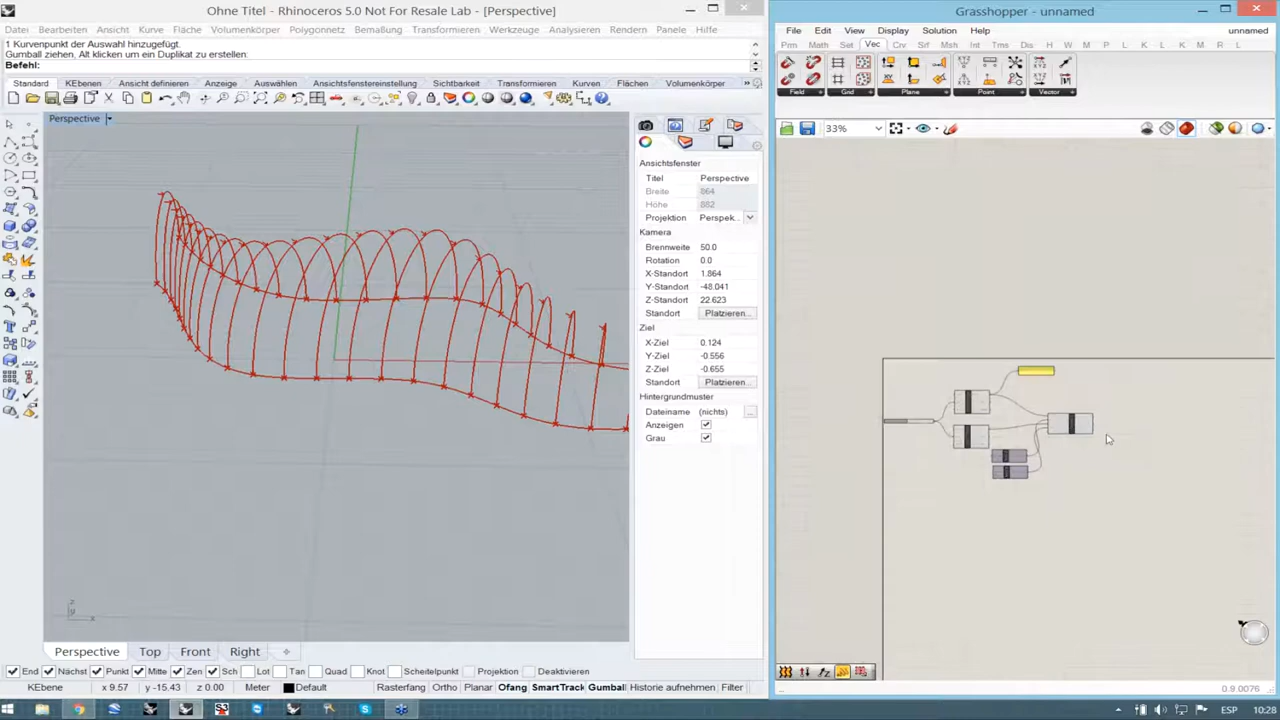 Ohne Titel - Rhinoceros 5.0 Not For Resale Lab - [Perspective]
Datei Bearbeiten Ansicht Kurve Fläche Volumenkörper Polygonnetz Bemaßung Transformieren Werkzeuge Analysieren Rendern Panele Hilfe
1 Kurvenpunkt der Auswahl hinzufügt.
Gumball ziehen, Alt klicken um ein Duplikat zu erstellen:
Befehl:
Standard KEbenen Ansicht definieren Anzeige Auswählen Ansichtsfenstereinstellung Sichtbarkeit Transformieren Kurven Flächen Volumenkörper
Perspective
Ansichtsfenster
Titel Perspective
Breite 864
Höhe 882
Projektion Perspek...
Kamera
Brennweite 50.0
Rotation 0.0
X-Standort 1.864
Y-Standort -48.041
Z-Standort 22.623
Standort Platzieren...
Ziel
X-Ziel 0.124
Y-Ziel -0.556
Z-Ziel -0.655
Standort Platzieren...
Hintergrundmuster
Dateiname (nichts) ...
Anzeigen
Grau
z
y
x
Perspective Top Front Right
End Nächst Punkt Mitte Zen Sch Lot Tan Quad Knot Scheitelpunkt Projektion Deaktivieren
KEbene x 9.57 y -15.43 z 0.00 Meter Default Rasterfang Ortho Planar Ofang SmartTrack Gumball Historie aufnehmen Filter
Grasshopper - unnamed
File Edit View Display Solution Help unnamed
Prm Math Set Vec Crv Srf Msh Int Trns Dis H W M P L K L K M R L
Field Grid Plane Point Vector
33%
0.9.0076
ESP 10:28